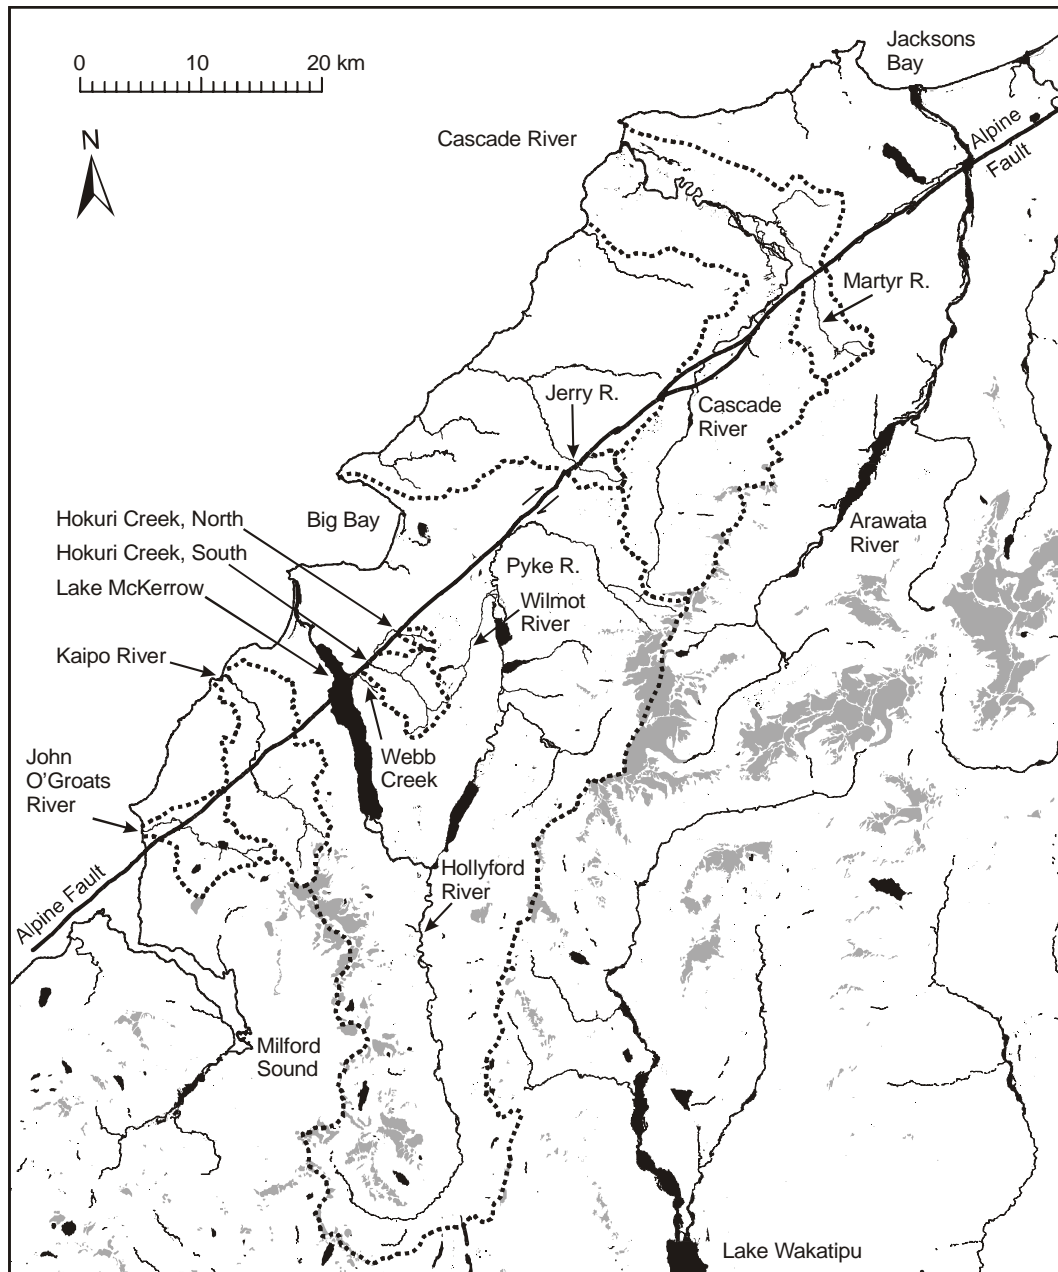 Jacksons
Bay
0 10 20 km
N
Cascade River
Alpine
Fault
Martyr R.
Jerry R.
Cascade
River
Hokuri Creek, North
Big Bay
Arawata
River
Hokuri Creek, South
Pyke R.
Lake McKerrow
Wilmot
River
Kaipo River
John
O'Groats
River
Webb
Creek
Hollyford
River
Alpine Fault
Milford
Sound
Lake Wakatipu